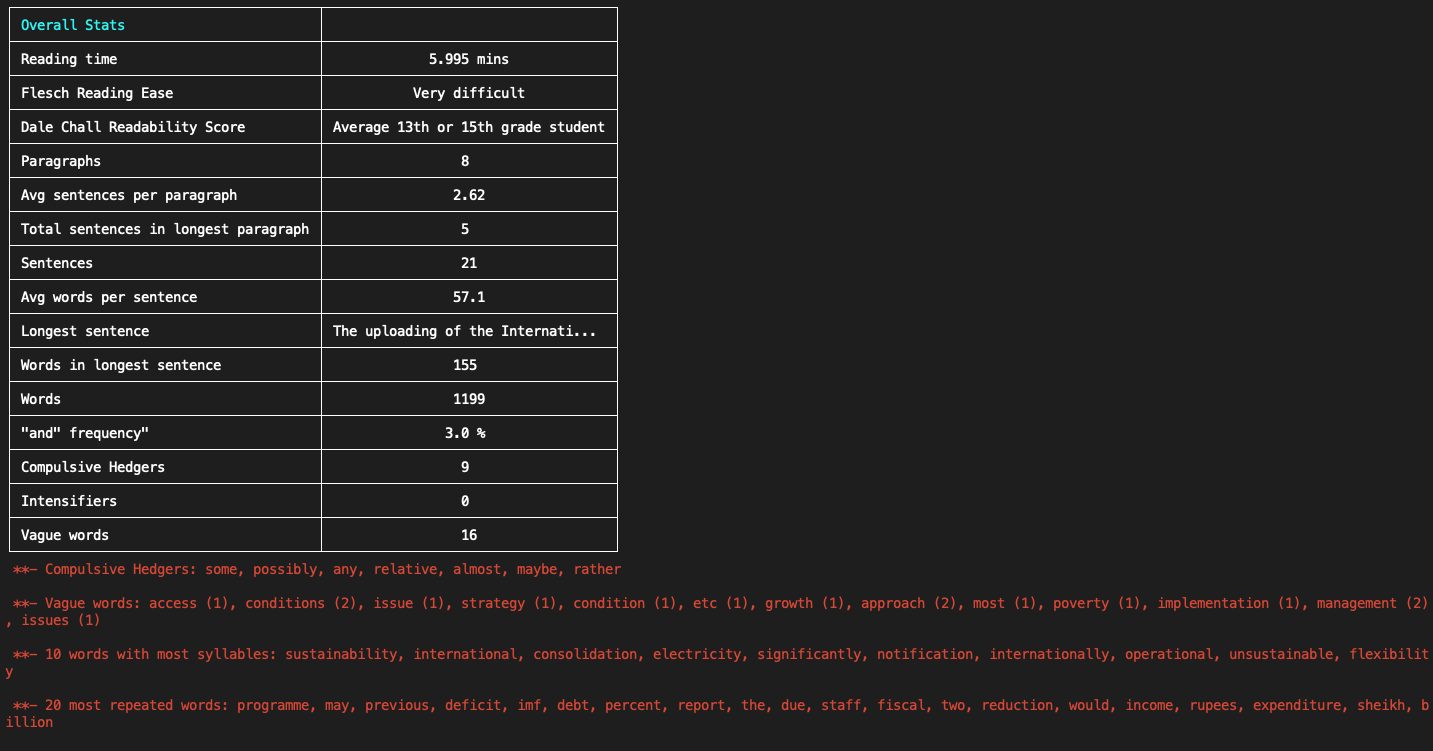 Overall Stats
Reading time 5.995 mins
Flesch Reading Ease Very difficult
Dale Chall Readability Score Average 13th or 15th grade student
Paragraphs 8
Avg sentences per paragraph 2.62
Total sentences in longest paragraph 5
Sentences 21
Avg words per sentence 57.1
Longest sentence The uploading of the Internati...
Words in longest sentence 155
Words 1199
"and" frequency" 3.0 %
Compulsive Hedgers 9
Intensifiers 0
Vague words 16
**- Compulsive Hedgers: some, possibly, any, relative, almost, maybe, rather
**- Vague words: access (1), conditions (2), issue (1), strategy (1), condition (1), etc (1), growth (1), approach (2), most (1), poverty (1), implementation (1), management (2)
, issues (1)
**- 10 words with most syllables: sustainability, international, consolidation, electricity, significantly, notification, internationally, operational, unsustainable, flexibilit
y
**- 20 most repeated words: programme, may, previous, deficit, imf, debt, percent, report, the, due, staff, fiscal, two, reduction, would, income, rupees, expenditure, sheikh, b
illion